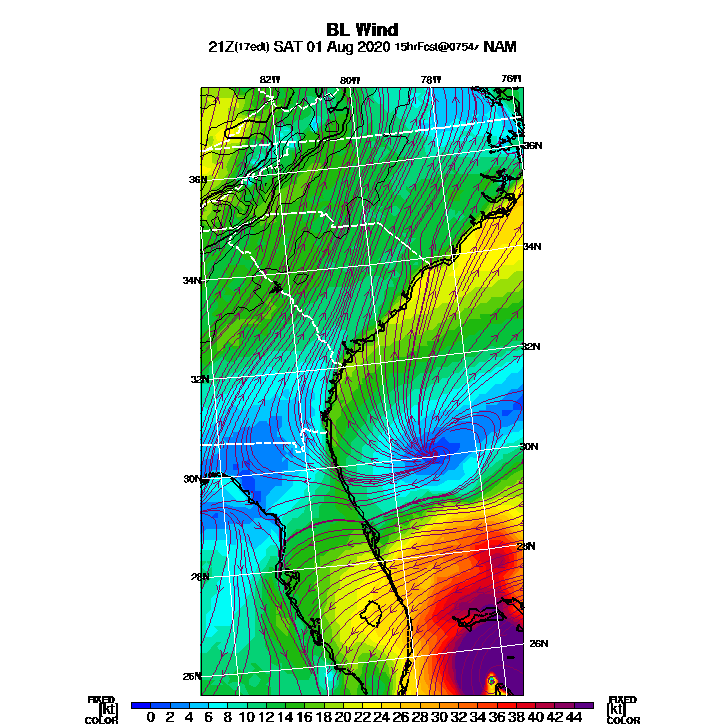 BL Wind
21Z(17edt) SAT 01 Aug 2020 15hrFcst@0754z NAM
82W 80W 78W 76W
36N
36N
34N
34N
32N
32N
30N
30N
28N
28N
26N
26N
FIXED FIXED
[kt] 0 2 4 6 8 10 12 14 16 18 20 22 24 26 28 30 32 34 36 38 40 42 44 [kt]
COLOR COLOR